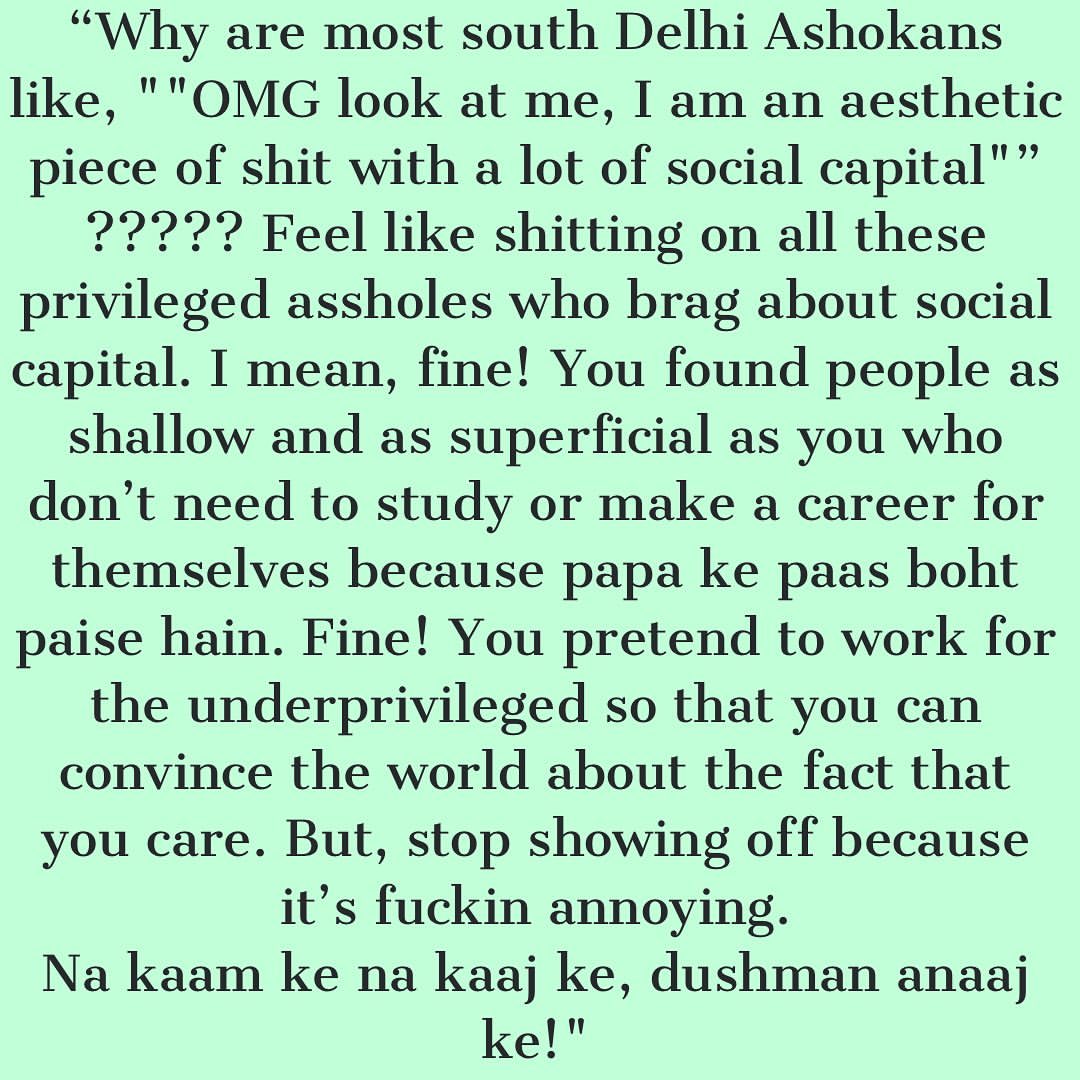 “Why are most south Delhi Ashokans
like, ""OMG look at me, I am an aesthetic
piece of shit with a lot of social capital"”
????? Feel like shitting on all these
privileged assholes who brag about social
capital. I mean, fine! You found people as
shallow and as superficial as you who
don’t need to study or make a career for
themselves because papa ke paas boht
paise hain. Fine! You pretend to work for
the underprivileged so that you can
convince the world about the fact that
you care. But, stop showing off because
it’s fuckin annoying.
Na kaam ke na kaaj ke, dushman anaaj
ke!"